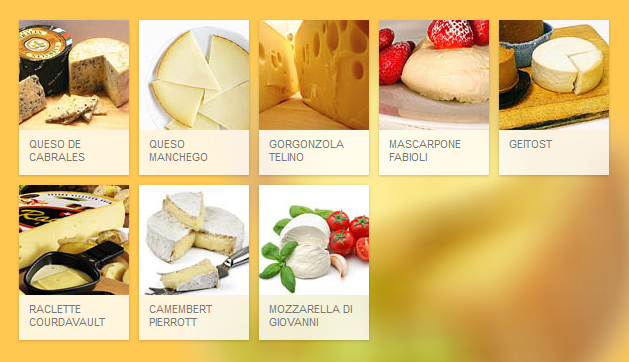 QUESO DE
CABRALES
QUESO
MANCHEGO
GORGONZOLA
TELINO
MASCARPONE
FABIOLI
GEITOST
RACLETTE
COURDAVAULT
CAMEMBERT
PIERROTT
MOZZARELLA DI
GIOVANNI